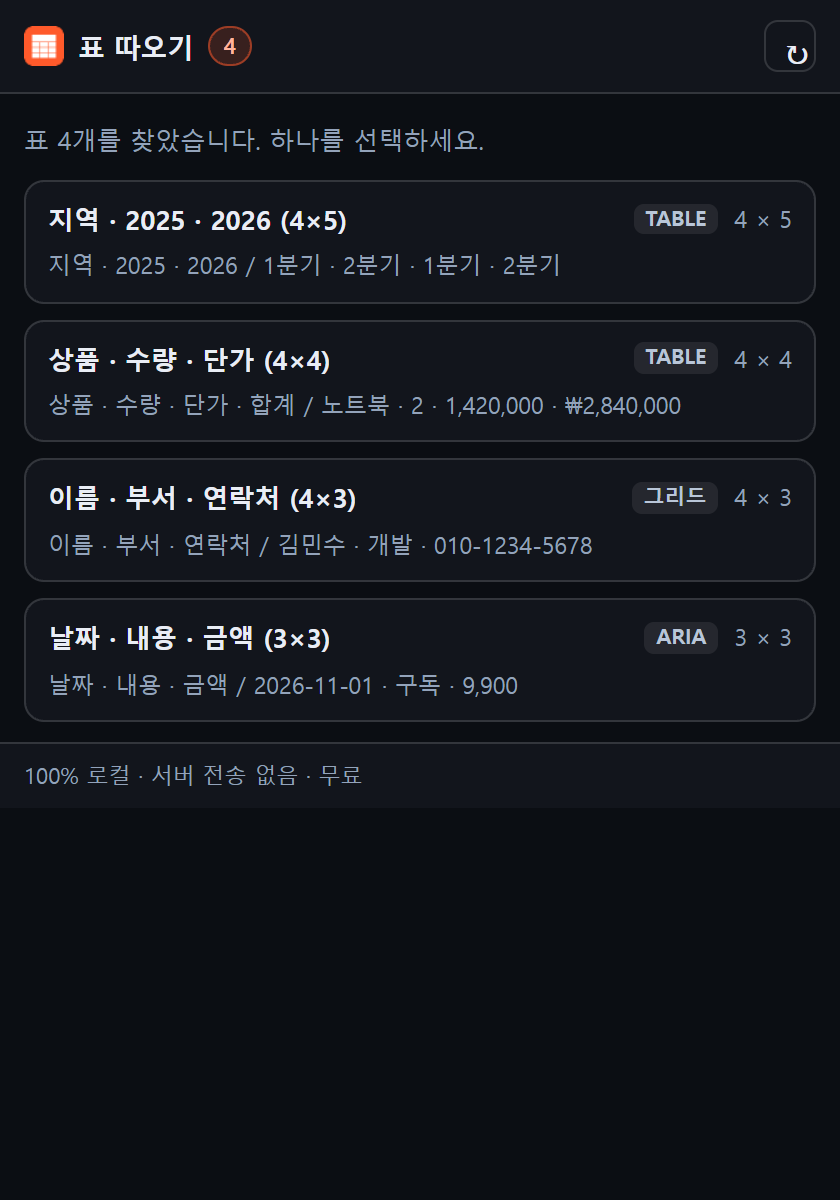 표 따오기 4 ↻
표 4개를 찾았습니다. 하나를 선택하세요.
지역 · 2025 · 2026 (4×5) TABLE 4 × 5
지역 · 2025 · 2026 / 1분기 · 2분기 · 1분기 · 2분기
상품 · 수량 · 단가 (4×4) TABLE 4 × 4
상품 · 수량 · 단가 · 합계 / 노트북 · 2 · 1,420,000 · ₩2,840,000
이름 · 부서 · 연락처 (4×3) 그리드 4 × 3
이름 · 부서 · 연락처 / 김민수 · 개발 · 010-1234-5678
날짜 · 내용 · 금액 (3×3) ARIA 3 × 3
날짜 · 내용 · 금액 / 2026-11-01 · 구독 · 9,900
100% 로컬 · 서버 전송 없음 · 무료